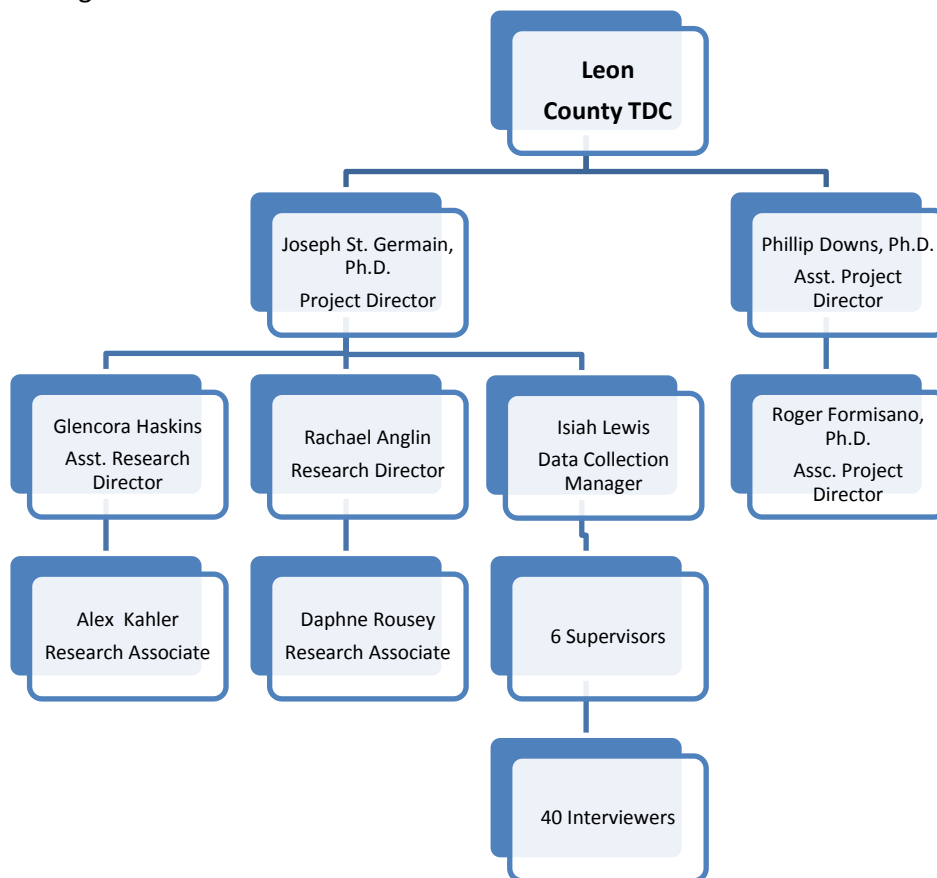 Leon
County TDC
Joseph St. Germain,
Ph.D.
Project Director
Phillip Downs, Ph.D.
Asst. Project
Director
Glencora Haskins
Asst. Research
Director
Rachael Anglin
Research Director
Isiah Lewis
Data Collection
Manager
Roger Formisano,
Ph.D.
Assc. Project
Director
Alex Kahler
Research Associate
Daphne Rousey
Research Associate
6 Supervisors
40 Interviewers